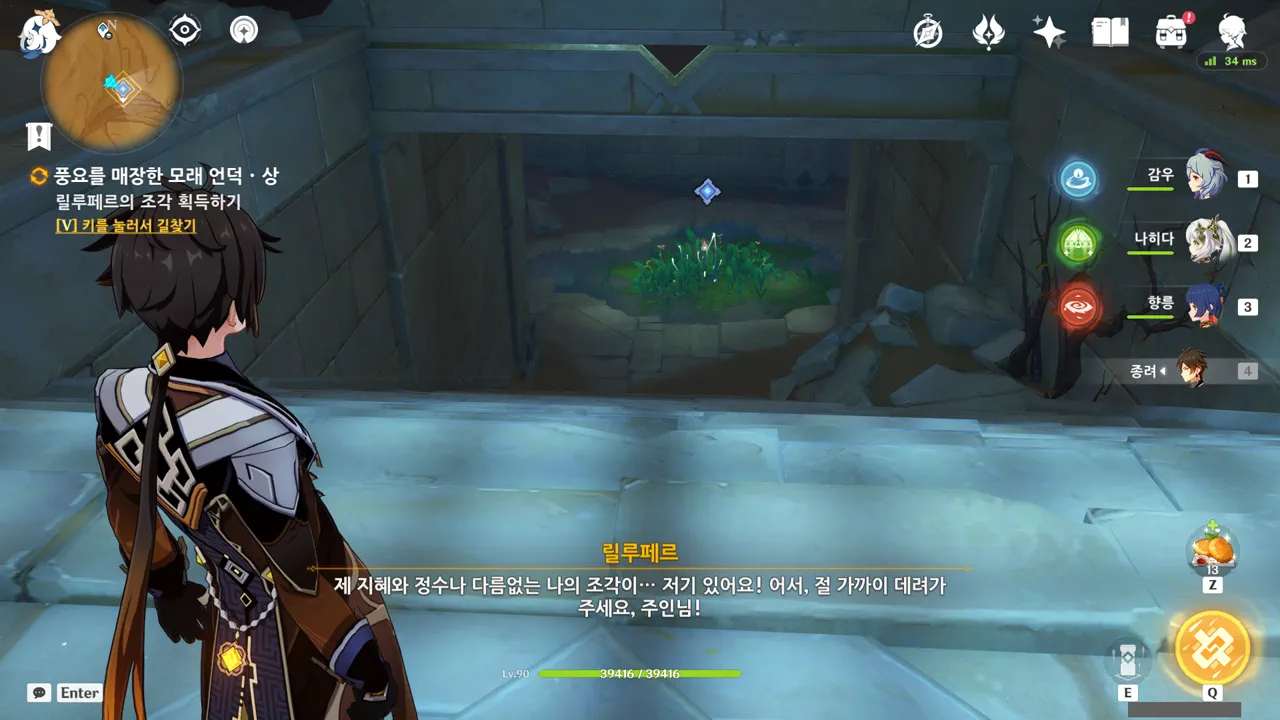 N
34 ms
풍요를 매장한 모래 언덕 · 상
릴루페르의 조각 획득하기
[V] 키를 눌러서 길찾기
감우
1
나히다
2
향릉
3
종려
4
릴루페르
제 지혜와 정수나 다름없는 나의 조각이… 저기 있어요! 어서, 절 가까이 데려가
주세요, 주인님!
13
Z
Lv.90
39416 / 39416
Enter
E
Q